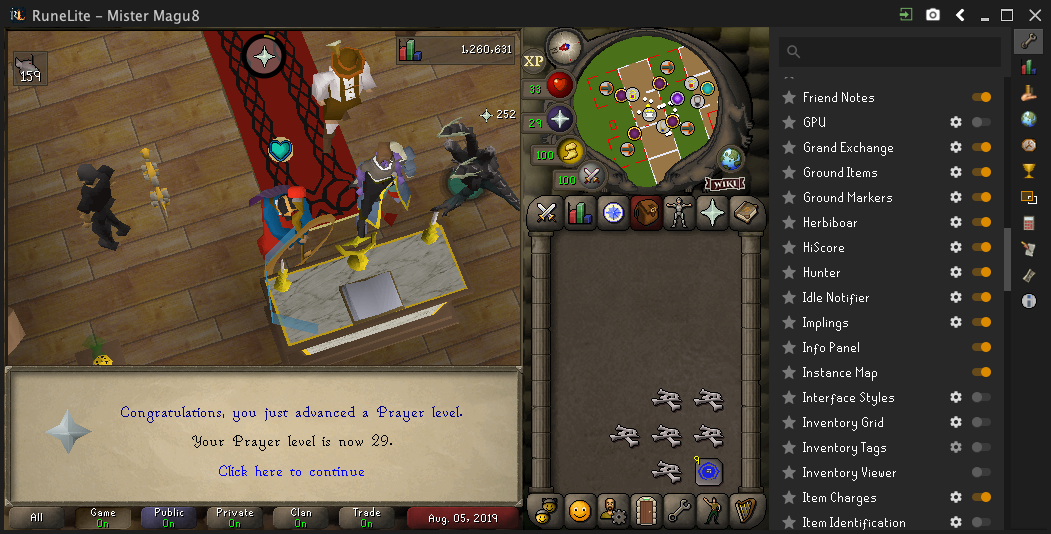 RuneLite - Mister Magu8
159
1,260,631
252
XP
33
29
100
100
WIKI
9
Congratulations, you just advanced a Prayer level.
Your Prayer level is now 29.
Click here to continue
All
Game
On
Public
On
Private
On
Clan
On
Trade
On
Aug. 05, 2019
Friend Notes
GPU
Grand Exchange
Ground Items
Ground Markers
Herbiboar
HiScore
Hunter
Idle Notifier
Implings
Info Panel
Instance Map
Interface Styles
Inventory Grid
Inventory Tags
Inventory Viewer
Item Charges
Item Identification